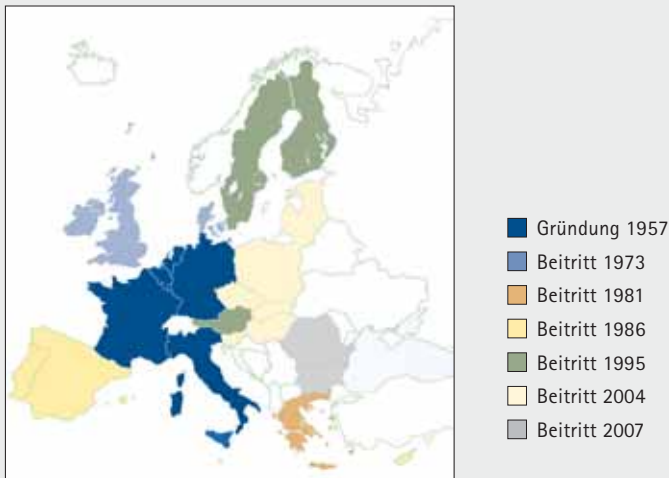 Gründung 1957
Beitritt 1973
Beitritt 1981
Beitritt 1986
Beitritt 1995
Beitritt 2004
Beitritt 2007